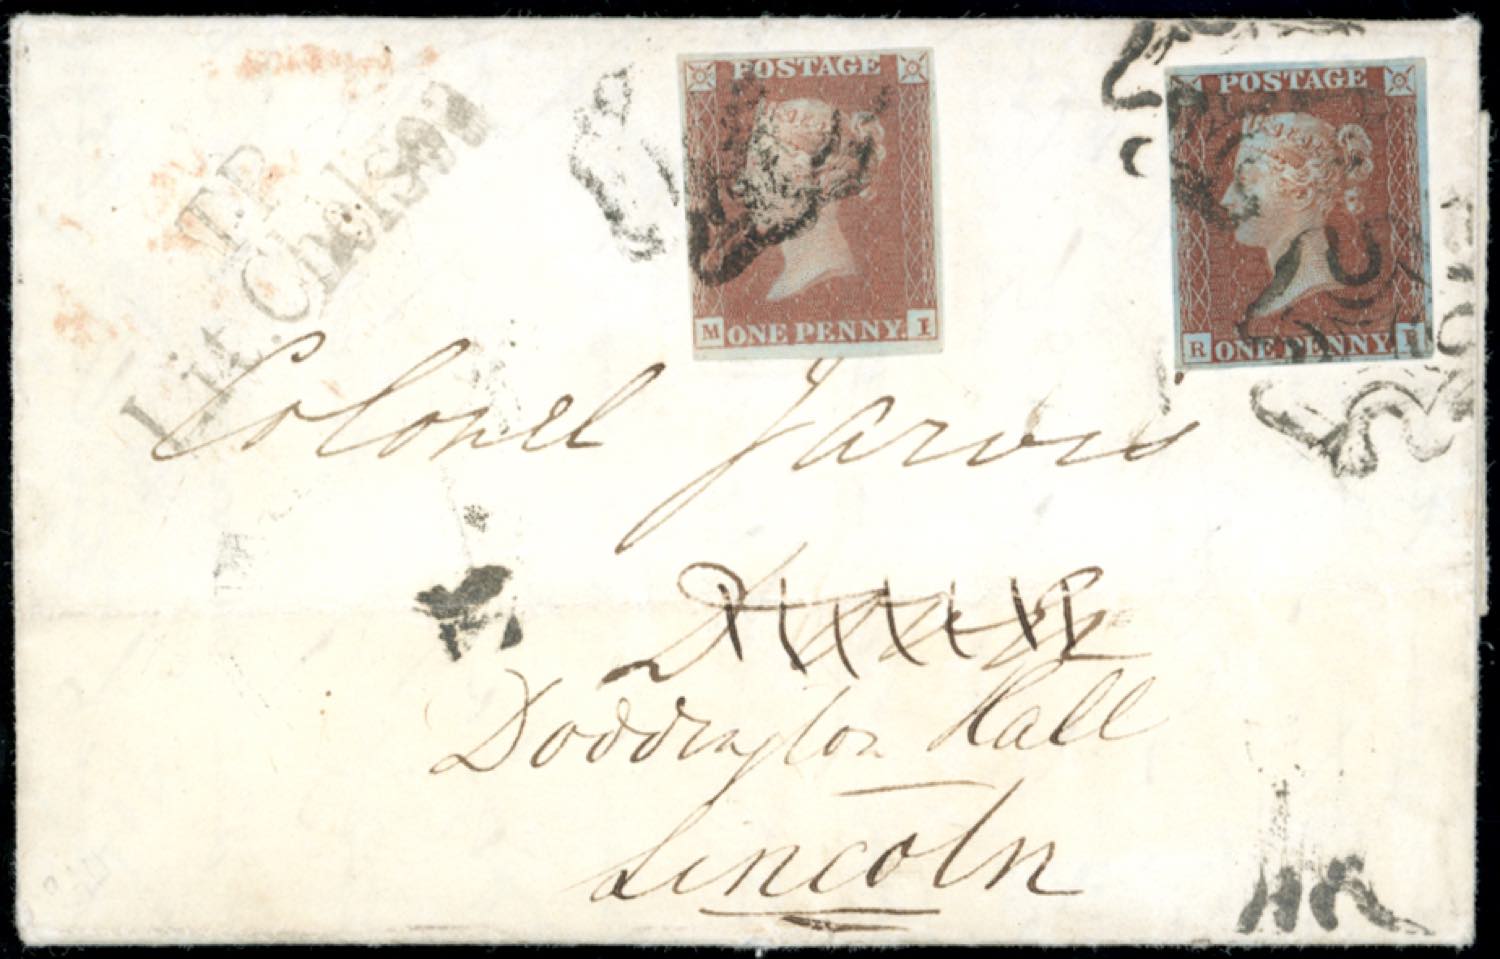 T.P
Lit. Chelsea
POSTAGE
M ONE PENNY. I
POSTAGE
R ONE PENNY.
Colonel Jarvis
Doddington Hall
Lincoln